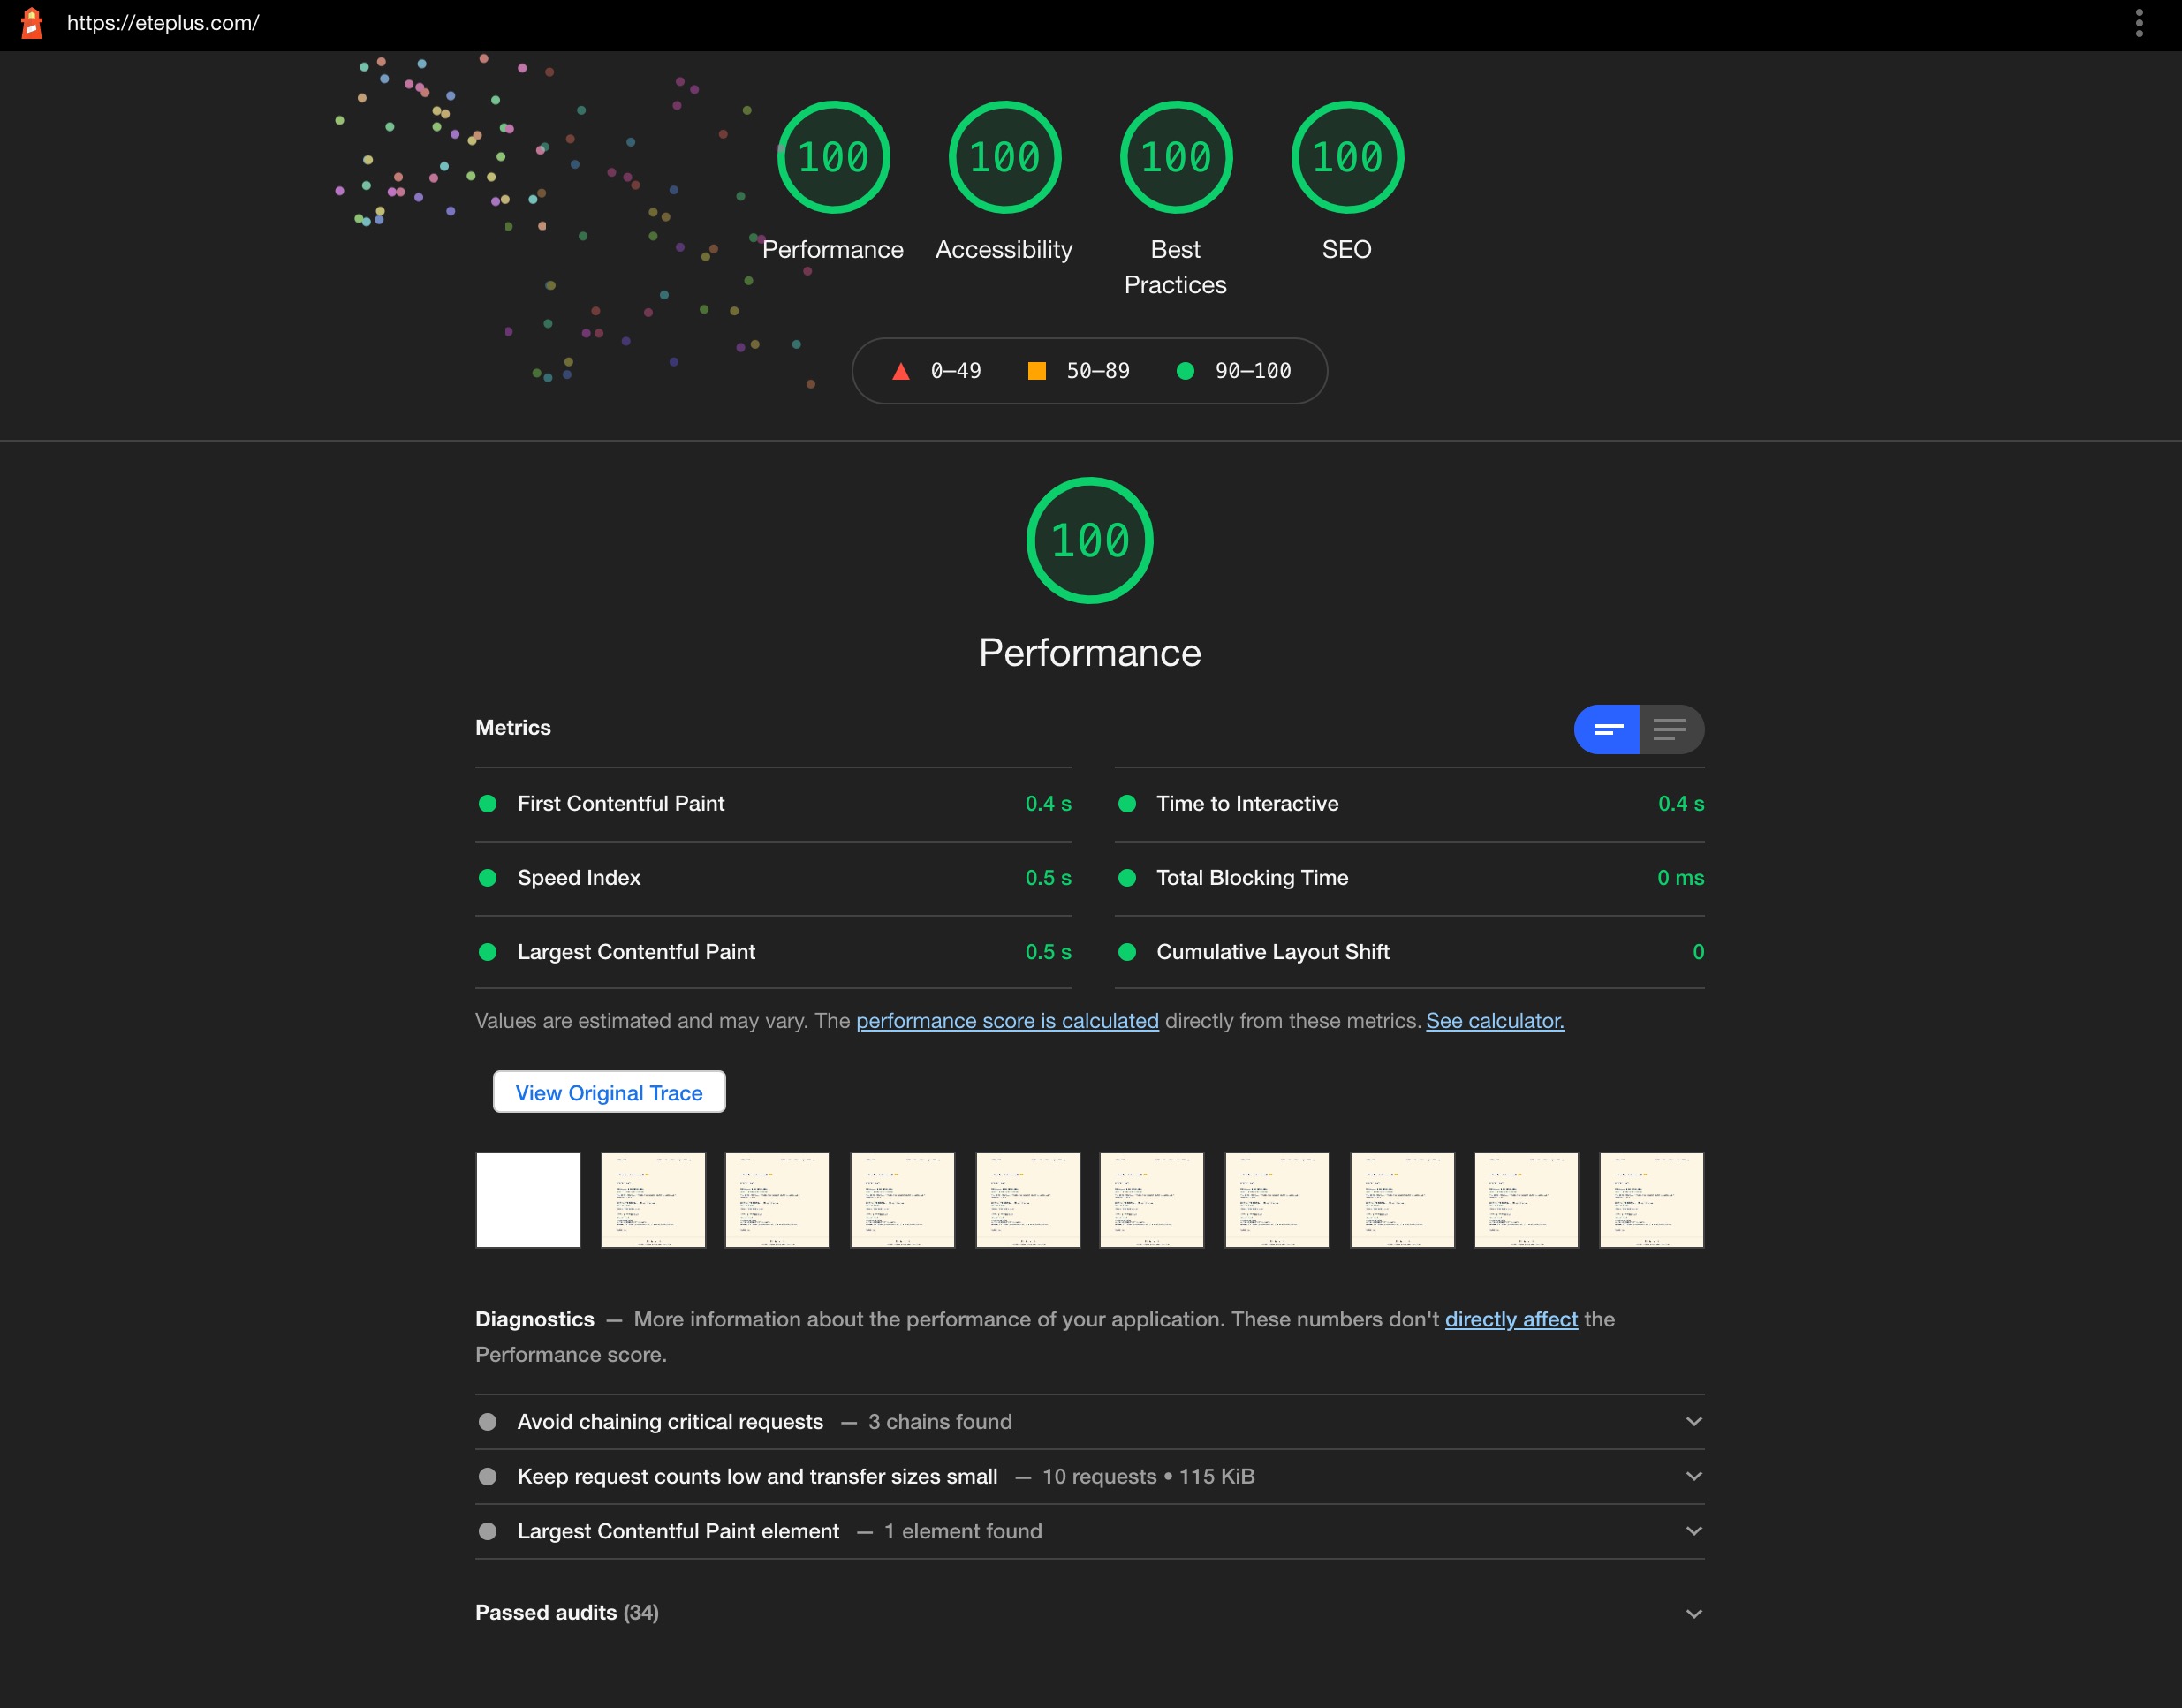 https://eteplus.com/
100
100
100
100
Performance
Accessibility
Best
Practices
SEO
0–49
50–89
90–100
100
Performance
Metrics
First Contentful Paint 0.4 s
Time to Interactive 0.4 s
Speed Index 0.5 s
Total Blocking Time 0 ms
Largest Contentful Paint 0.5 s
Cumulative Layout Shift 0
Values are estimated and may vary. The performance score is calculated directly from these metrics. See calculator.
View Original Trace
Diagnostics — More information about the performance of your application. These numbers don't directly affect the
Performance score.
Avoid chaining critical requests — 3 chains found
Keep request counts low and transfer sizes small — 10 requests • 115 KiB
Largest Contentful Paint element — 1 element found
Passed audits (34)